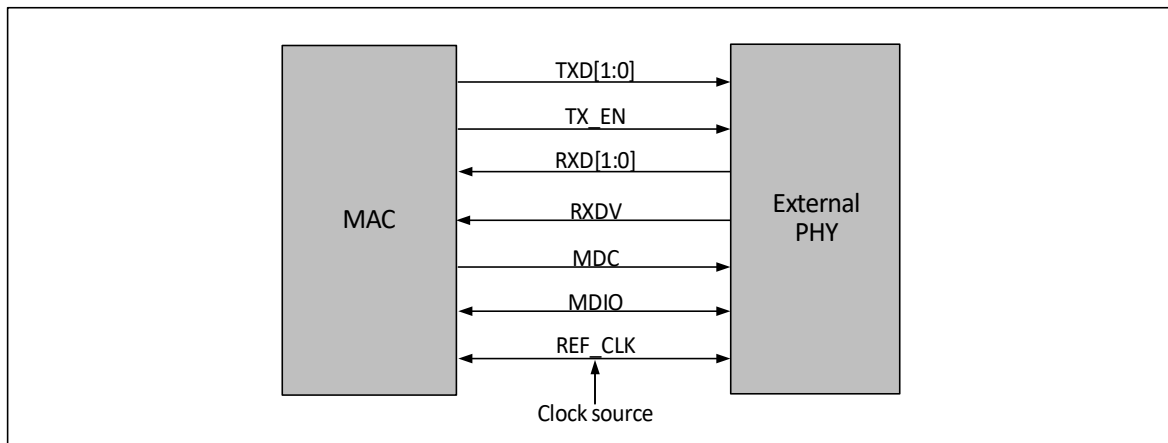 TXD[1:0]
TX_EN
RXD[1:0]
MAC
RXDV
External
PHY
MDC
MDIO
REF_CLK
Clock source